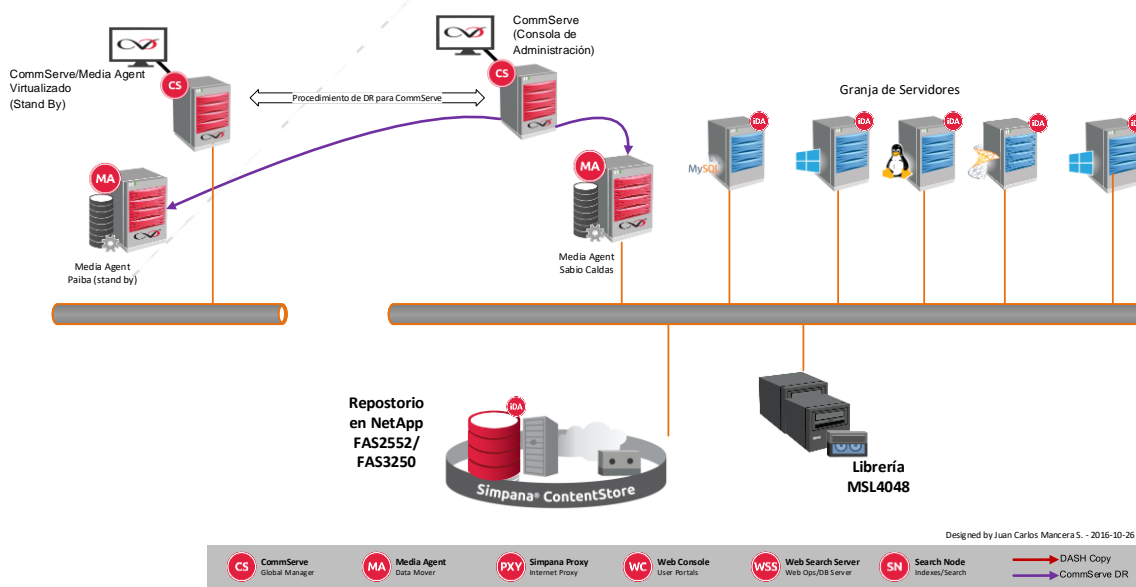 CommServe/Media Agent
Virtualizado
(Stand By)
CS
CommServe
(Consola de
Administración)
CS
Procedimiento de DR para CommServe
Granja de Servidores
MA
MA
iDA
iDA
iDA
iDA
MySQL
Media Agent
Paiba (stand by)
Media Agent
Sabio Caldas
Repostorio
en NetApp
FAS2552/
FAS3250
iDA
Simpana® ContentStore
Librería
MSL4048
Designed by Juan Carlos Mancera S. - 2016-10-26
CS
CommServe
Global Manager
MA
Media Agent
Data Mover
PXY
Simpana Proxy
Internet Proxy
WC
Web Console
User Portals
WSS
Web Search Server
Web Ops/DB Server
SN
Search Node
Indexes/Search
DASH Copy
CommServe DR